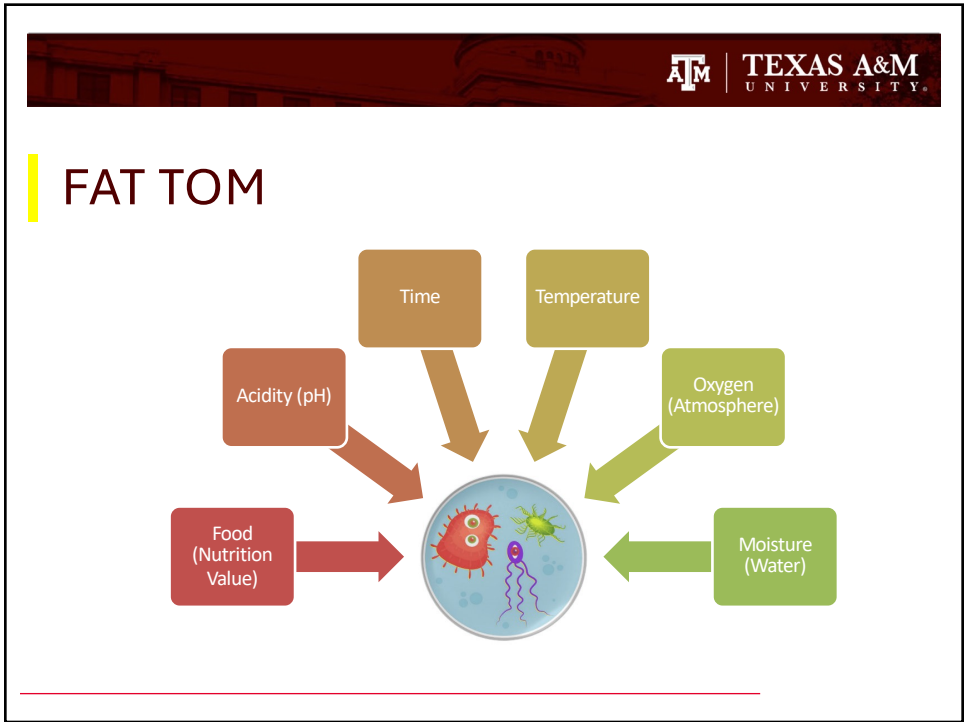 TEXAS A&M
UNIVERSITY®
FAT TOM
Time
Temperature
Acidity (pH)
Oxygen
(Atmosphere)
Food
(Nutrition
Value)
Moisture
(Water)